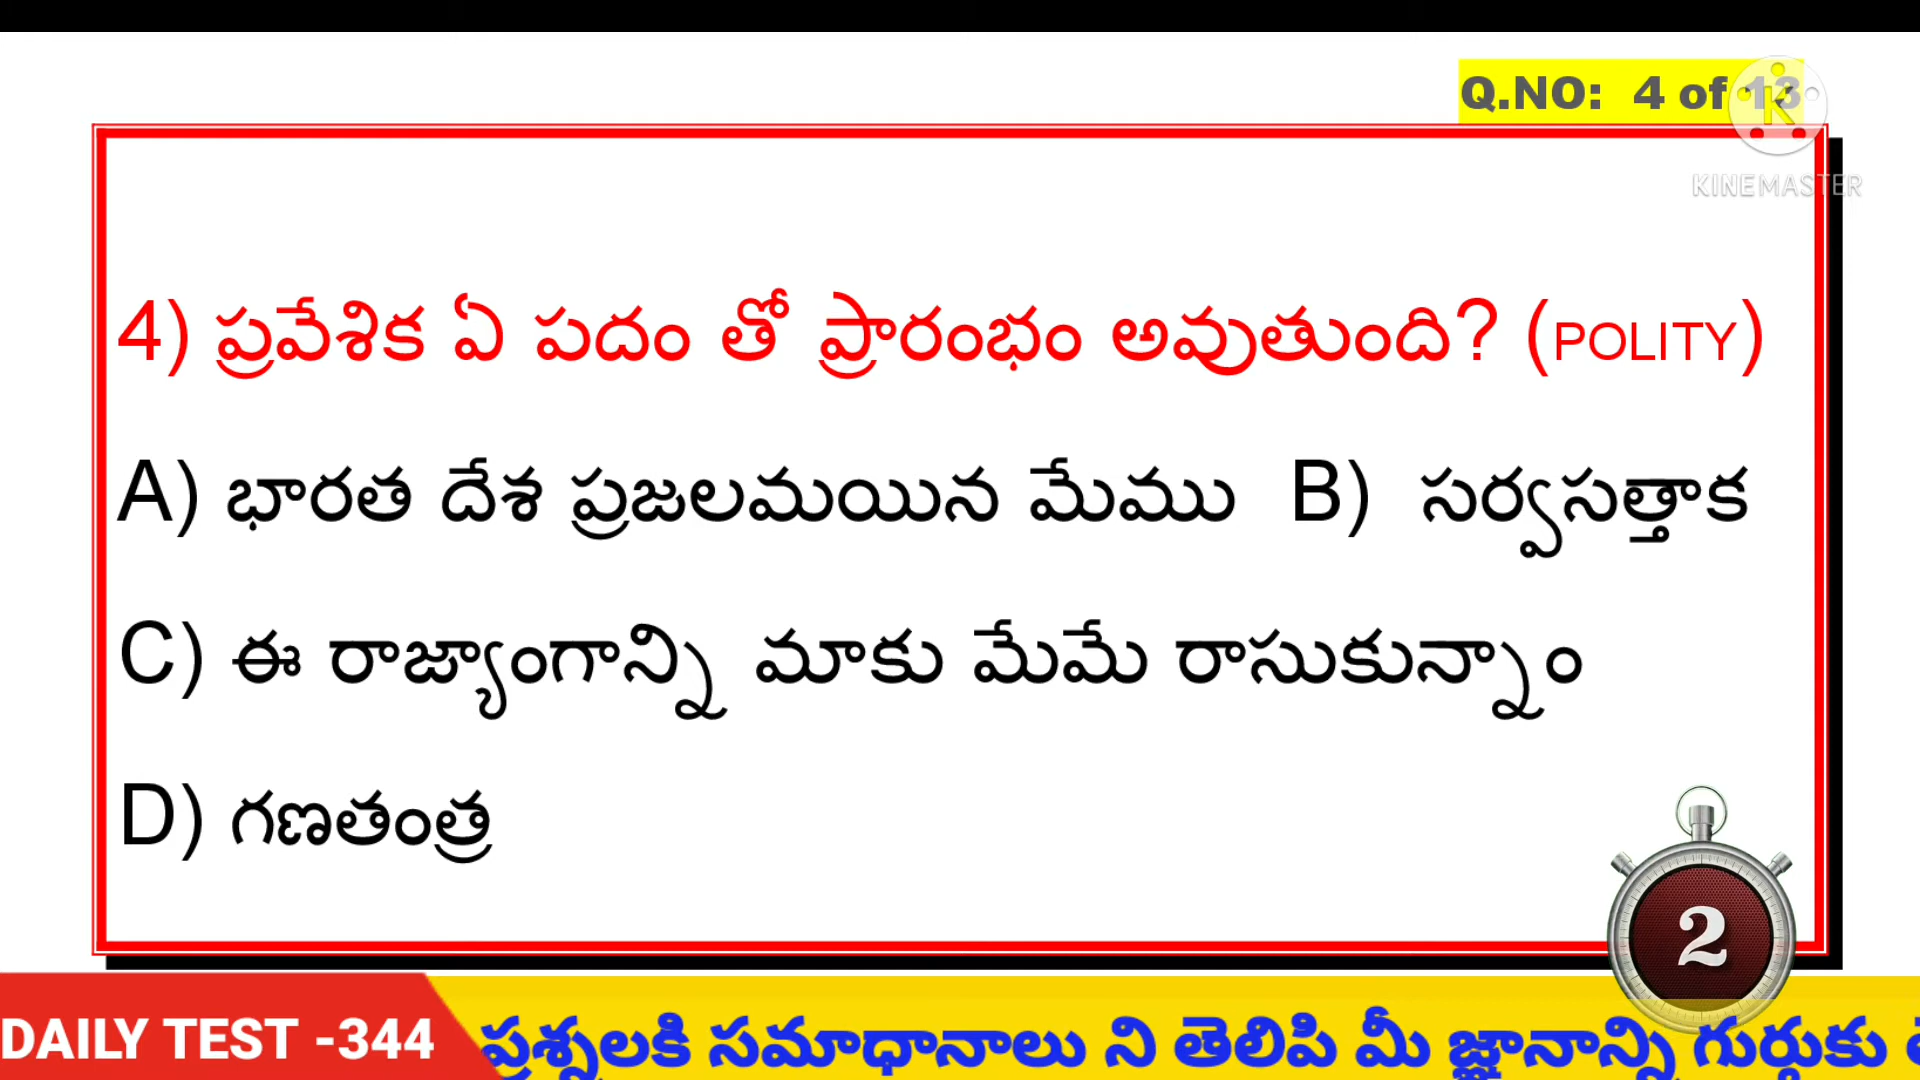 Q.NO: 4 of 13
KINEMASTER
4) ప్రవేశిక ఏ పదం తో ప్రారంభం అవుతుంది? (POLITY)
A) భారత దేశ ప్రజలమయిన మేము B) సర్వసత్తాక
C) ఈ రాజ్యాంగాన్ని మాకు మేమే రాసుకున్నాం
D) గణతంత్ర
2
DAILY TEST -344 ప్రశ్నలకి సమాధానాలు ని తెలిపి మీ జ్ఞానాన్ని గుర్తుకు